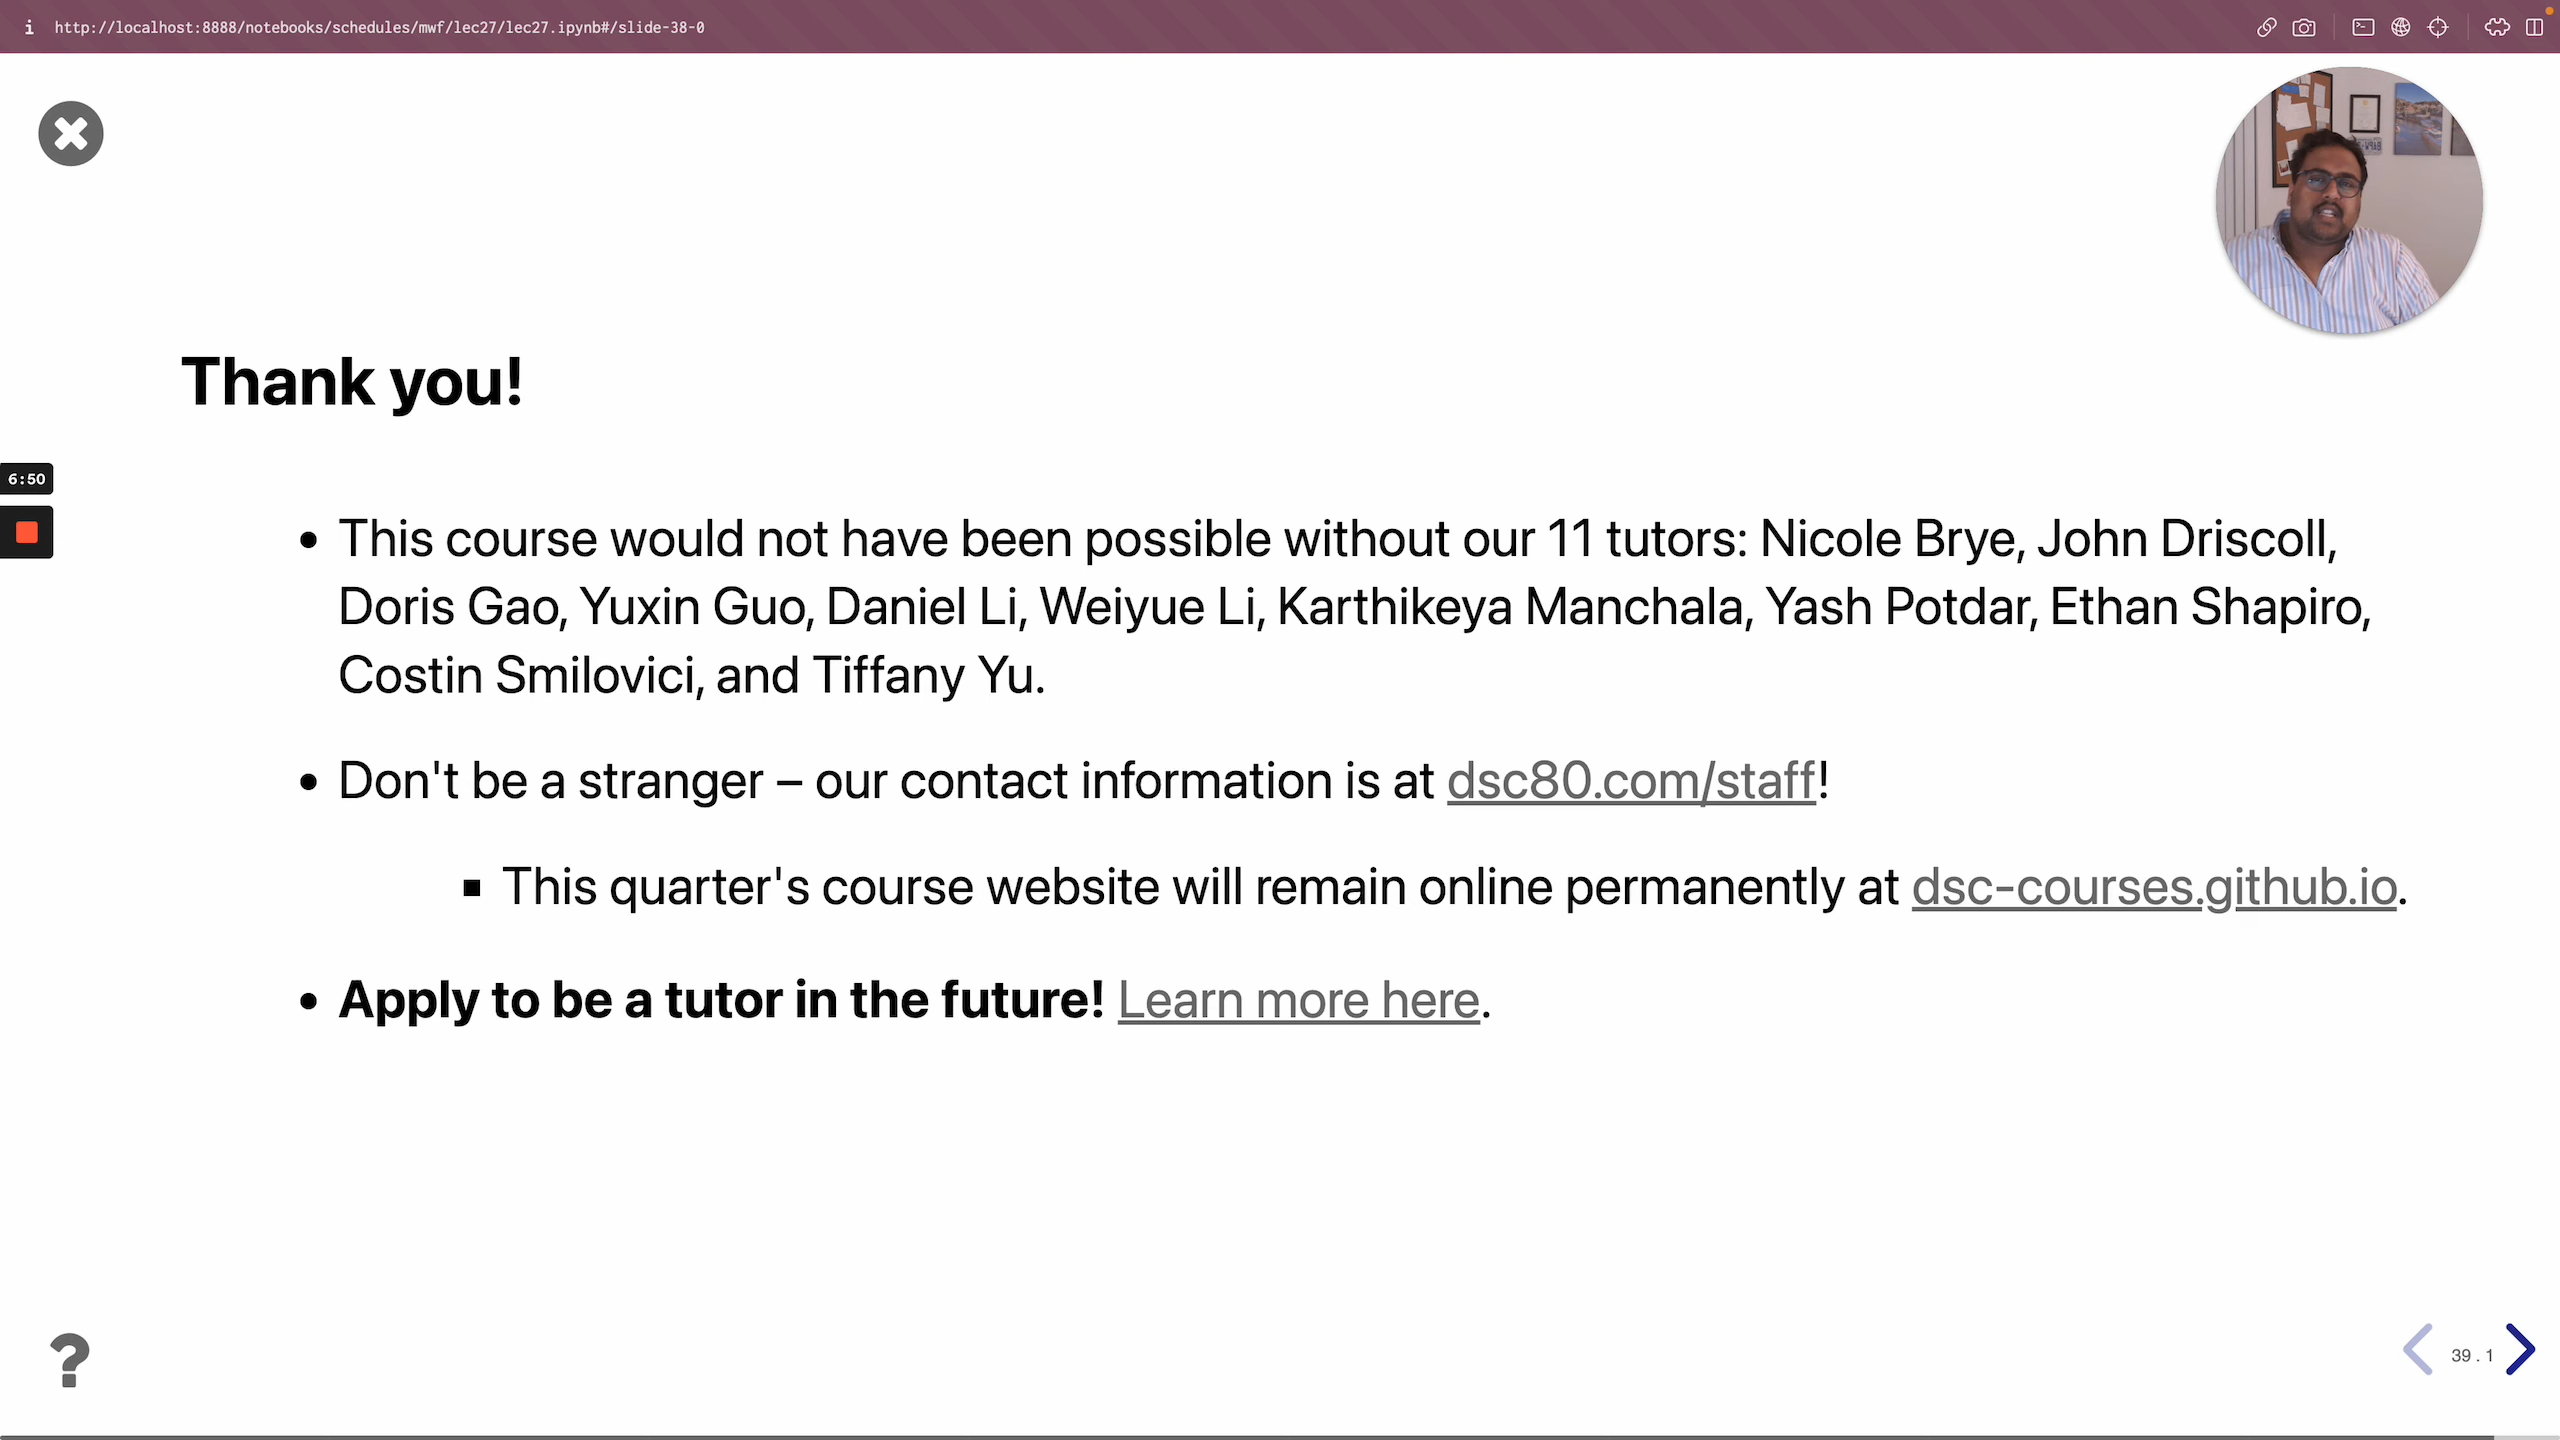 i http://localhost:8888/notebooks/schedules/mwf/lec27/lec27.ipynb#/slide-38-0
Thank you!
6:50
• This course would not have been possible without our 11 tutors: Nicole Brye, John Driscoll,
Doris Gao, Yuxin Guo, Daniel Li, Weiyue Li, Karthikeya Manchala, Yash Potdar, Ethan Shapiro,
Costin Smilovici, and Tiffany Yu.
• Don't be a stranger – our contact information is at dsc80.com/staff!
▪ This quarter's course website will remain online permanently at dsc-courses.github.io.
• Apply to be a tutor in the future! Learn more here.
?
39 . 1